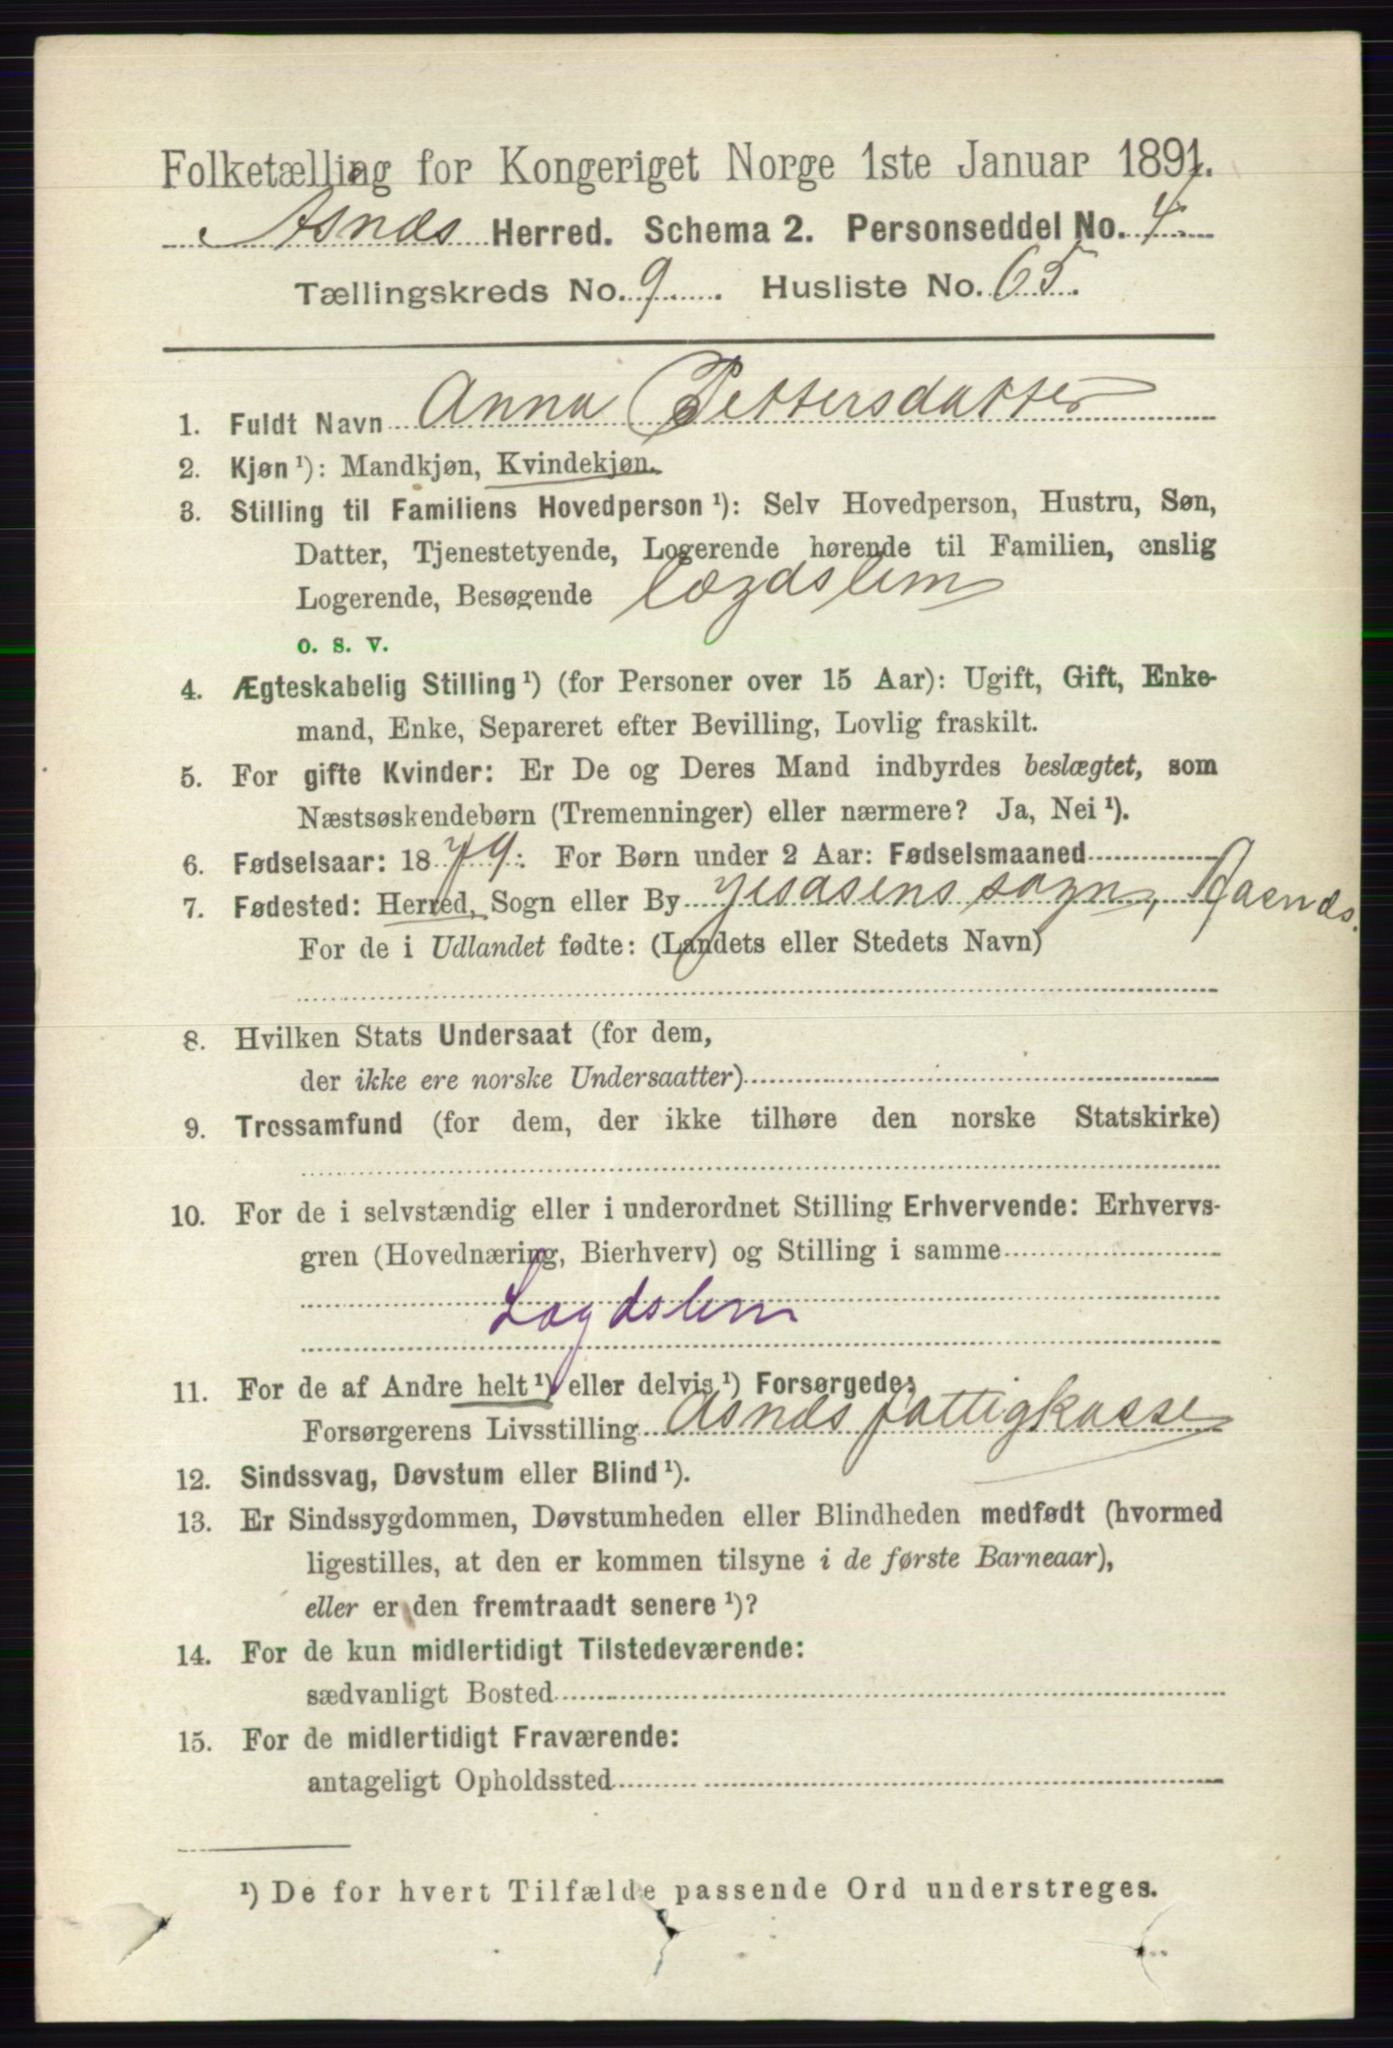 Folketælling for Kongeriget Norge 1ste Januar 1891.
Asnæs Herred. Schema 2. Personseddel No. 4.
Tællingskreds No. 9. Husliste No. 65.
1. Fuldt Navn Anna Pettersdatter
2. Kjøn ¹): Mandkjøn, Kvindekjøn.
3. Stilling til Familiens Hovedperson ¹): Selv Hovedperson, Hustru, Søn,
Datter, Tjenestetyende, Logerende hørende til Familien, enslig
Logerende, Besøgende lægdslem
o. s. v.
4. Ægteskabelig Stilling ¹) (for Personer over 15 Aar): Ugift, Gift, Enke-
mand, Enke, Separeret efter Bevilling, Lovlig fraskilt.
5. For gifte Kvinder: Er De og Deres Mand indbyrdes beslægtet, som
Næstsøskendebørn (Tremenninger) eller nærmere? Ja, Nei ¹).
6. Fødselsaar: 1879. For Børn under 2 Aar: Fødselsmaaned
7. Fødested: Herred, Sogn eller By Gjesåsens sogn,
For de i Udlandet fødte: (Landets eller Stedets Navn)
8. Hvilken Stats Undersaat (for dem,
der ikke ere norske Undersaatter)
9. Trossamfund (for dem, der ikke tilhøre den norske Statskirke)
10. For de i selvstændig eller i underordnet Stilling Erhvervende: Erhvervs-
gren (Hovednæring, Bierhverv) og Stilling i samme
Lægdslem
11. For de af Andre helt ¹) eller delvis ¹) Forsørgede:
Forsørgerens Livsstilling Asnæs fattigkasse
12. Sindssvag, Døvstum eller Blind ¹).
13. Er Sindssygdommen, Døvstumheden eller Blindheden medfødt (hvormed
ligestilles, at den er kommen tilsyne i de første Barneaar),
eller er den fremtraadt senere ¹)?
14. For de kun midlertidigt Tilstedeværende:
sædvanligt Bosted
15. For de midlertidigt Fraværende:
antageligt Opholdssted
¹) De for hvert Tilfælde passende Ord understreges.